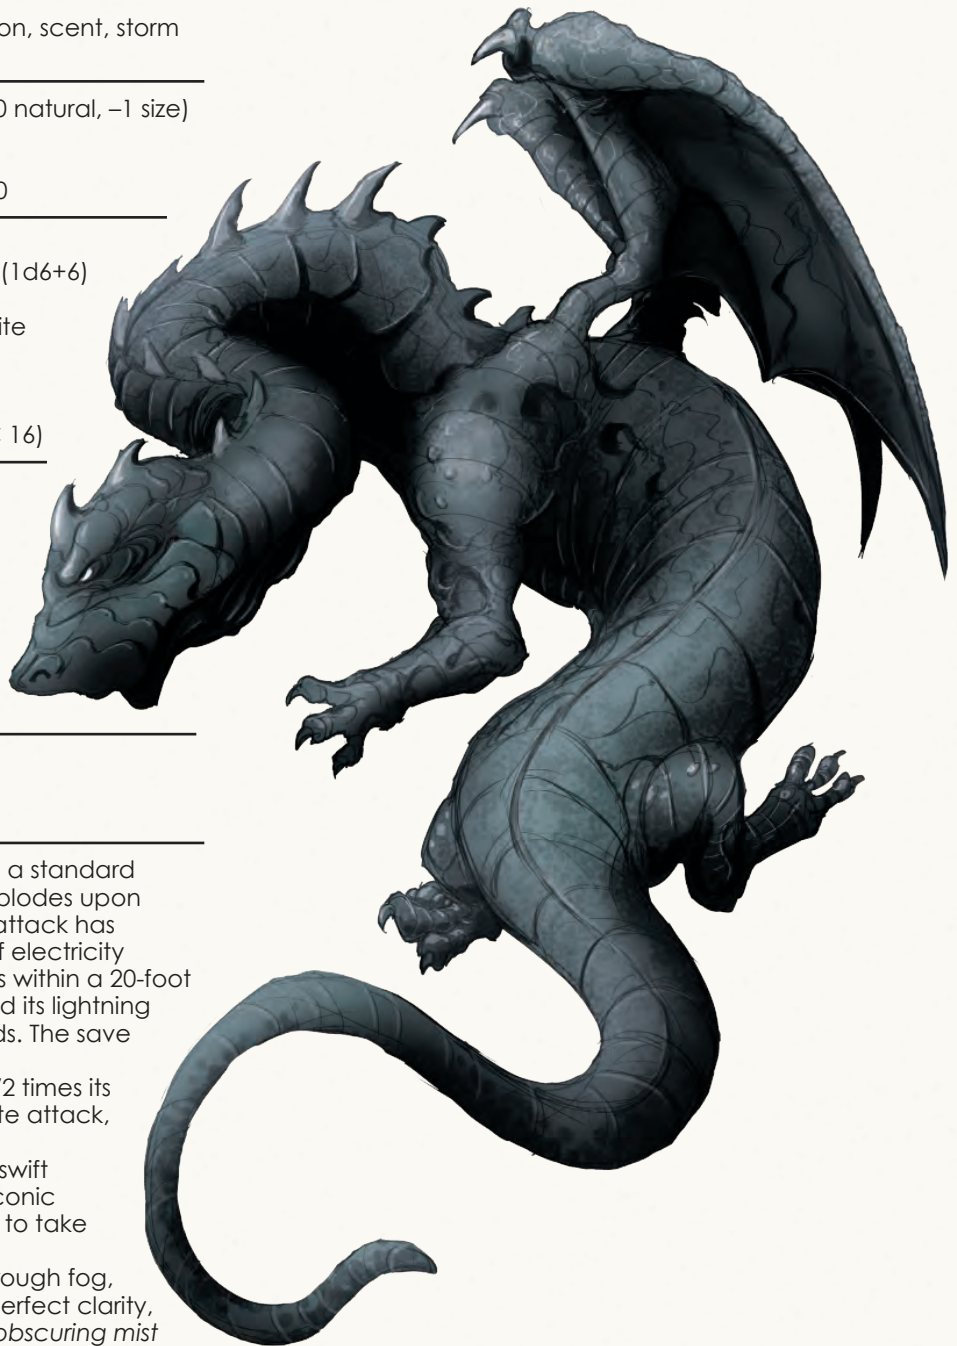 on, scent, storm
0 natural, –1 size)
0
(1d6+6)
ite
16)
a standard
plodes upon
attack has
f electricity
s within a 20-foot
d its lightning
ds. The save
/2 times its
te attack,
swift
conic
to take
ough fog,
erfect clarity,
obscuring mist